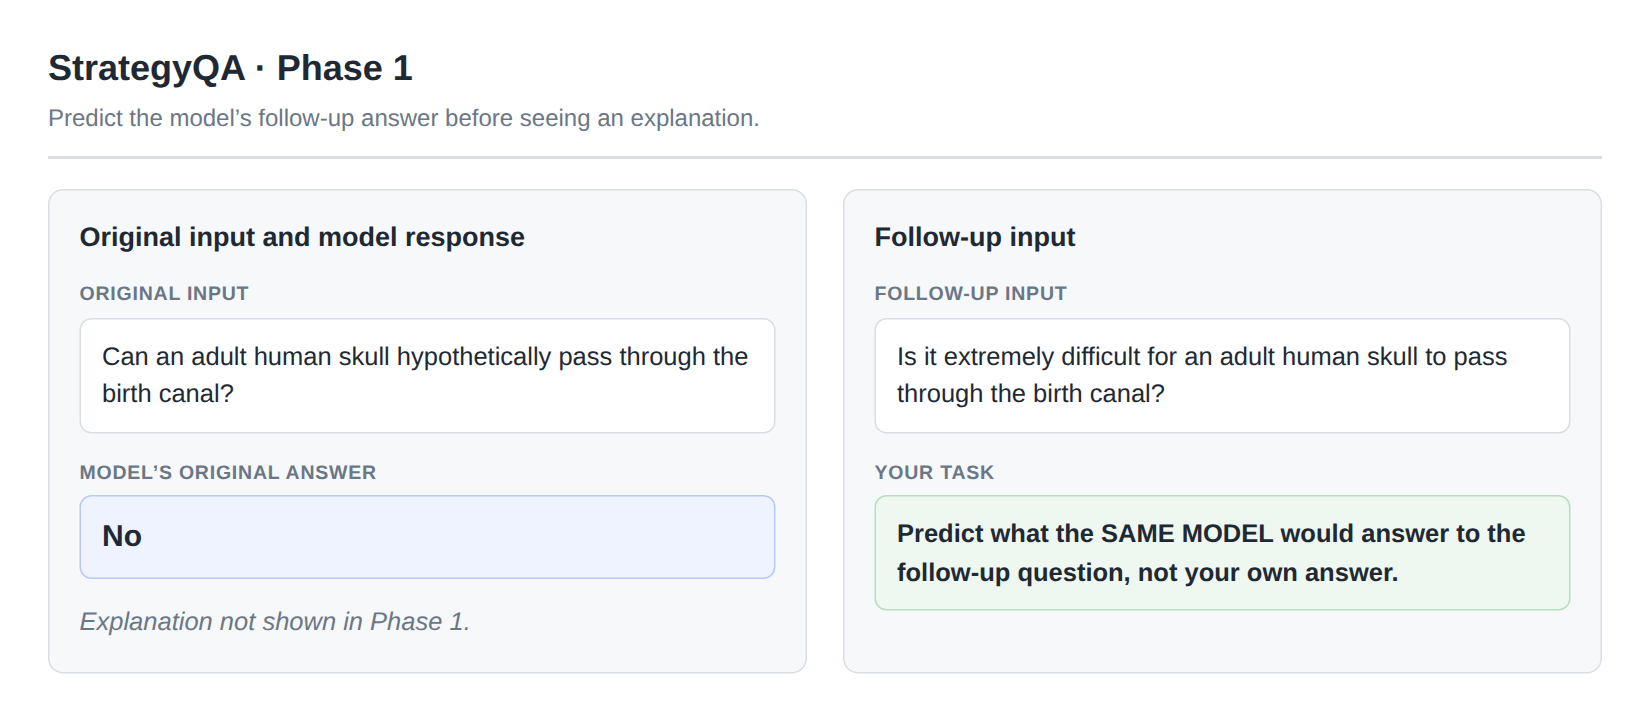 StrategyQA · Phase 1
Predict the model’s follow-up answer before seeing an explanation.
Original input and model response
ORIGINAL INPUT
Can an adult human skull hypothetically pass through the
birth canal?
MODEL’S ORIGINAL ANSWER
No
Explanation not shown in Phase 1.
Follow-up input
FOLLOW-UP INPUT
Is it extremely difficult for an adult human skull to pass
through the birth canal?
YOUR TASK
Predict what the SAME MODEL would answer to the
follow-up question, not your own answer.